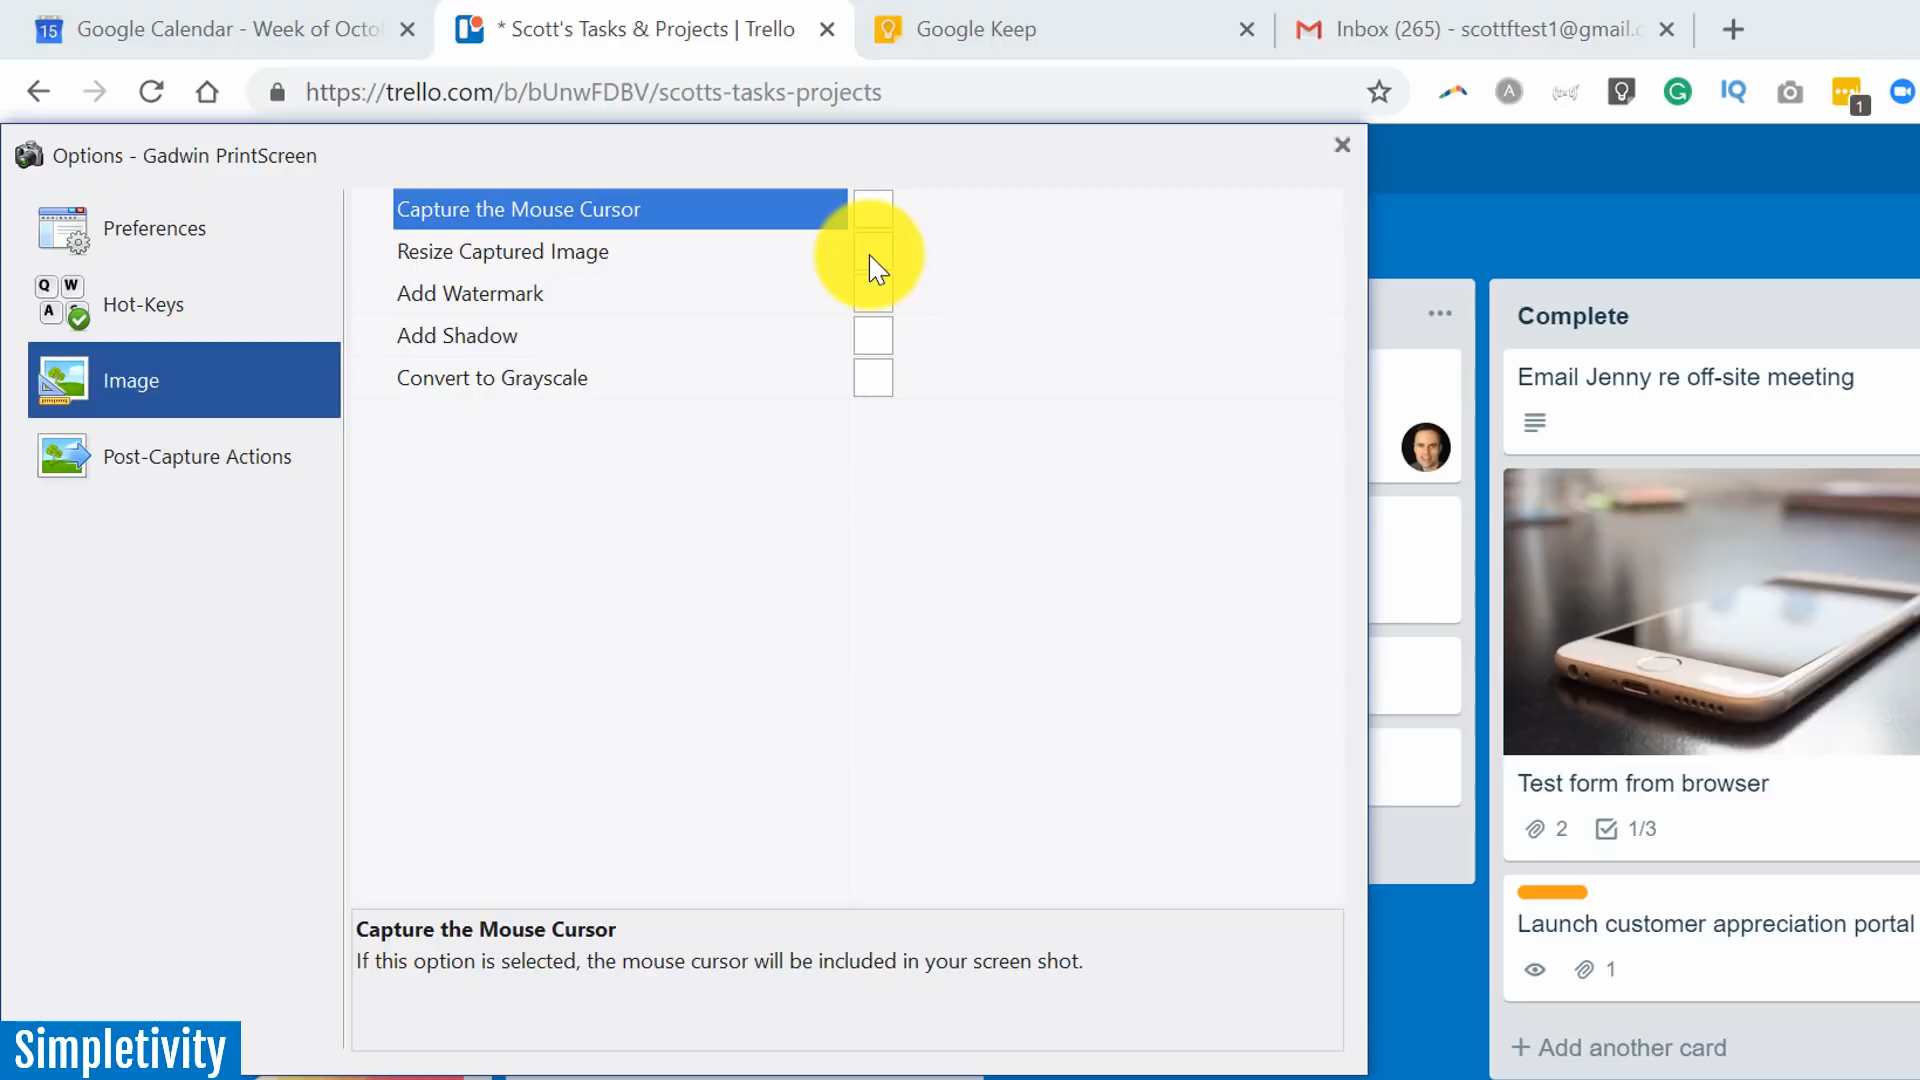 15 Google Calendar - Week of Octo
* Scott's Tasks & Projects | Trello
Google Keep
Inbox (265) - scottftest1@gmail.c
https://trello.com/b/bUnwFDBV/scotts-tasks-projects
A
G
IQ
1
Options - Gadwin PrintScreen
Preferences
Q W
A
Hot-Keys
Image
Post-Capture Actions
Capture the Mouse Cursor
Resize Captured Image
Add Watermark
Add Shadow
Convert to Grayscale
Capture the Mouse Cursor
If this option is selected, the mouse cursor will be included in your screen shot.
Complete
Email Jenny re off-site meeting
Test form from browser
2 1/3
Launch customer appreciation portal
1
+ Add another card
Simpletivity